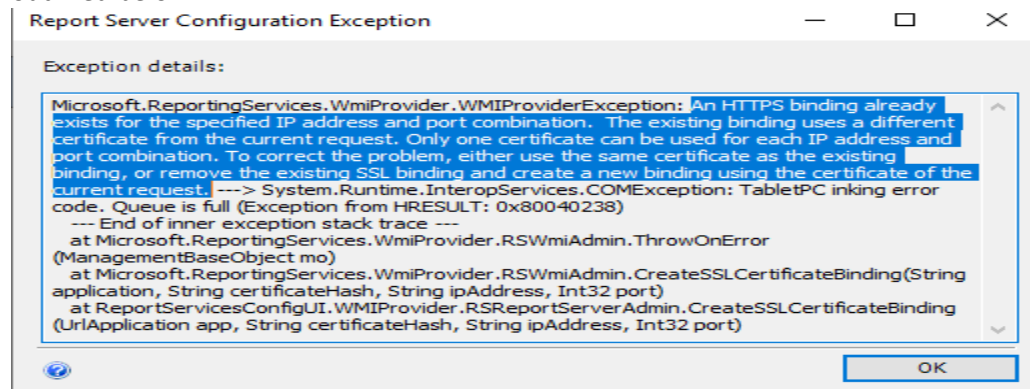 Report Server Configuration Exception
Exception details:
Microsoft.ReportingServices.WmiProvider.WMIProviderException: An HTTPS binding already
exists for the specified IP address and port combination.  The existing binding uses a different
certificate from the current request. Only one certificate can be used for each IP address and
port combination. To correct the problem, either use the same certificate as the existing
binding, or remove the existing SSL binding and create a new binding using the certificate of the
current request. ---> System.Runtime.InteropServices.COMException: TabletPC inking error
code. Queue is full (Exception from HRESULT: 0x80040238)
--- End of inner exception stack trace ---
at Microsoft.ReportingServices.WmiProvider.RSWmiAdmin.ThrowOnError
(ManagementBaseObject mo)
at Microsoft.ReportingServices.WmiProvider.RSWmiAdmin.CreateSSLCertificateBinding(String
application, String certificateHash, String ipAddress, Int32 port)
at ReportServicesConfigUI.WMIProvider.RSReportServerAdmin.CreateSSLCertificateBinding
(UrlApplication app, String certificateHash, String ipAddress, Int32 port)
OK